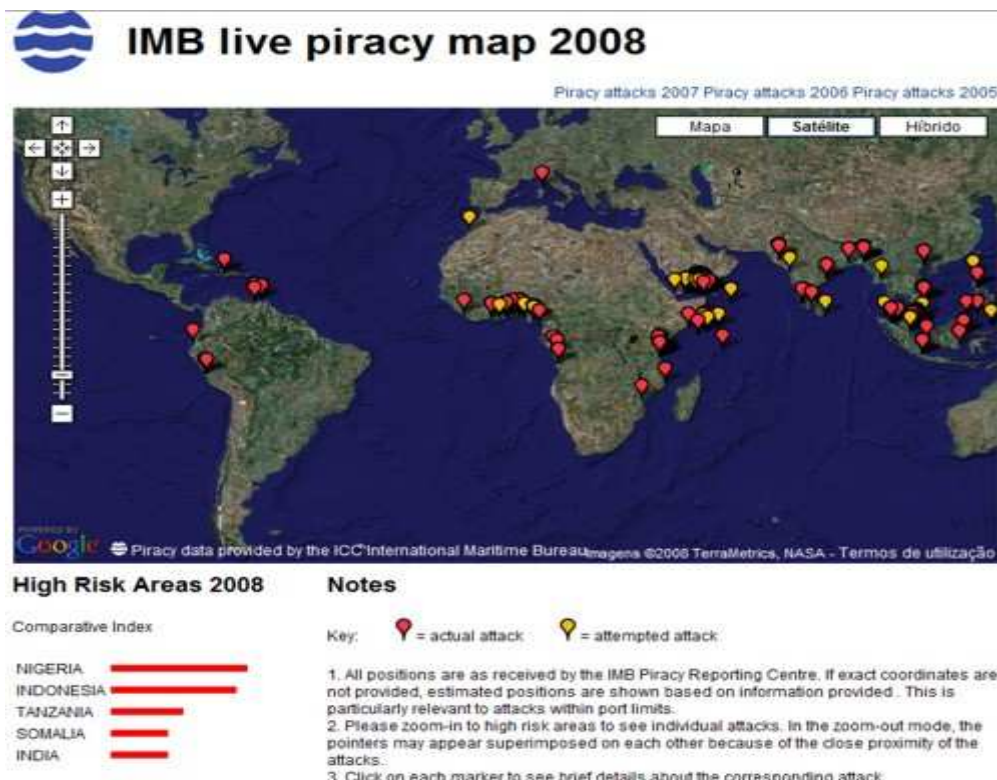 IMB live piracy map 2008
Piracy attacks 2007 Piracy attacks 2006 Piracy attacks 2005
Mapa Satélite Híbrido
POWERED BY
Google Piracy data provided by the ICC International Maritime Bureau Imagens ©2008 TerraMetrics, NASA - Termos de utilização
High Risk Areas 2008
Comparative Index
NIGERIA
INDONESIA
TANZANIA
SOMALIA
INDIA
Notes
Key: = actual attack = attempted attack
1. All positions are as received by the IMB Piracy Reporting Centre. If exact coordinates are
not provided, estimated positions are shown based on information provided . This is
particularly relevant to attacks within port limits.
2. Please zoom-in to high risk areas to see individual attacks. In the zoom-out mode, the
pointers may appear superimposed on each other because of the close proximity of the
attacks.
3. Click on each marker to see brief details about the corresponding attack